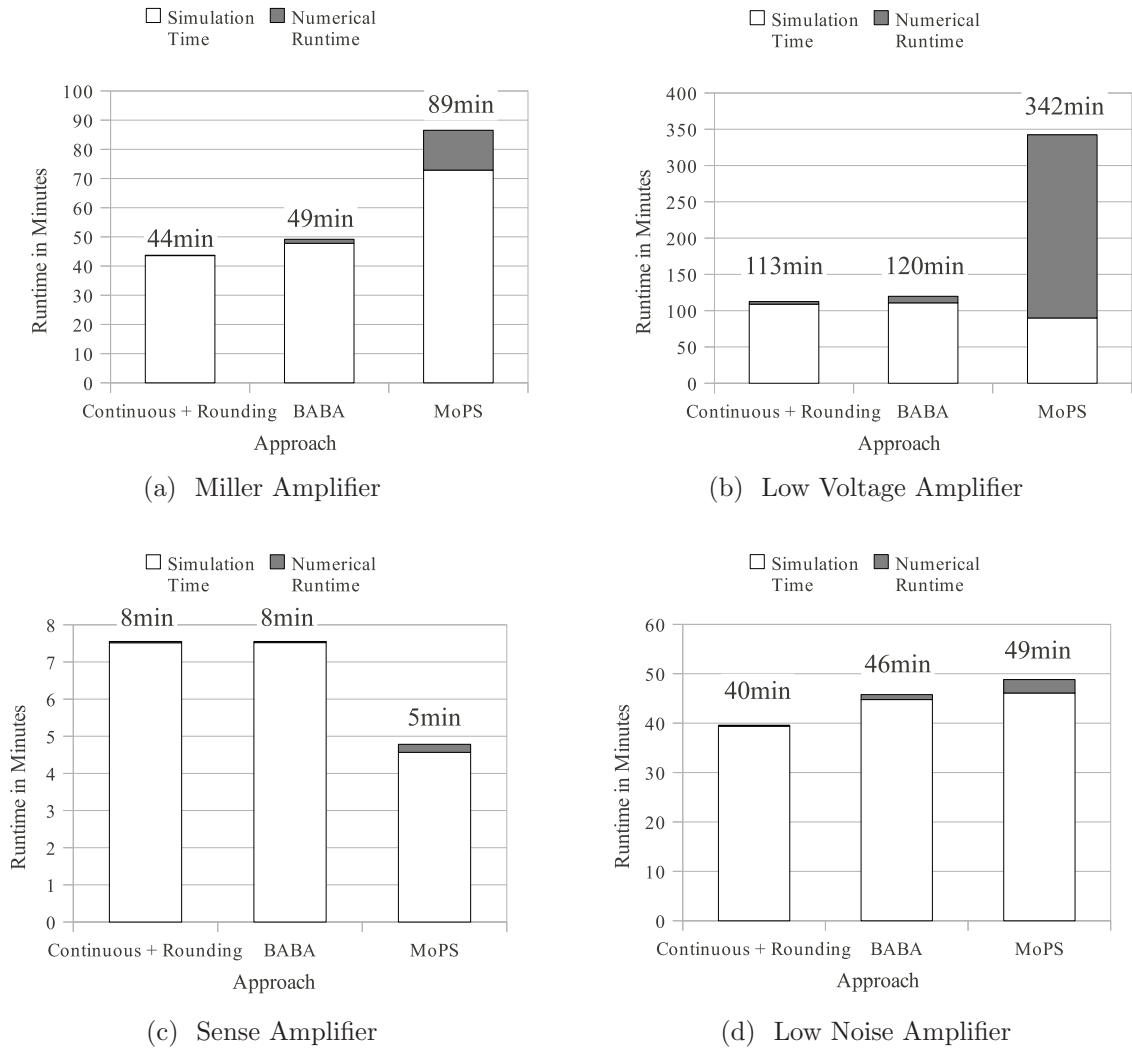 Simulation Time
Numerical Runtime
Runtime in Minutes
100
90
80
70
60
50
40
30
20
10
0
44min
49min
89min
Continuous + Rounding
BABA
MoPS
Approach
(a) Miller Amplifier
Simulation Time
Numerical Runtime
Runtime in Minutes
400
350
300
250
200
150
100
50
0
113min
120min
342min
Continuous + Rounding
BABA
MoPS
Approach
(b) Low Voltage Amplifier
Simulation Time
Numerical Runtime
Runtime in Minutes
8
7
6
5
4
3
2
1
0
8min
8min
5min
Continuous + Rounding
BABA
MoPS
Approach
(c) Sense Amplifier
Simulation Time
Numerical Runtime
Runtime in Minutes
60
50
40
30
20
10
0
40min
46min
49min
Continuous + Rounding
BABA
MoPS
Approach
(d) Low Noise Amplifier